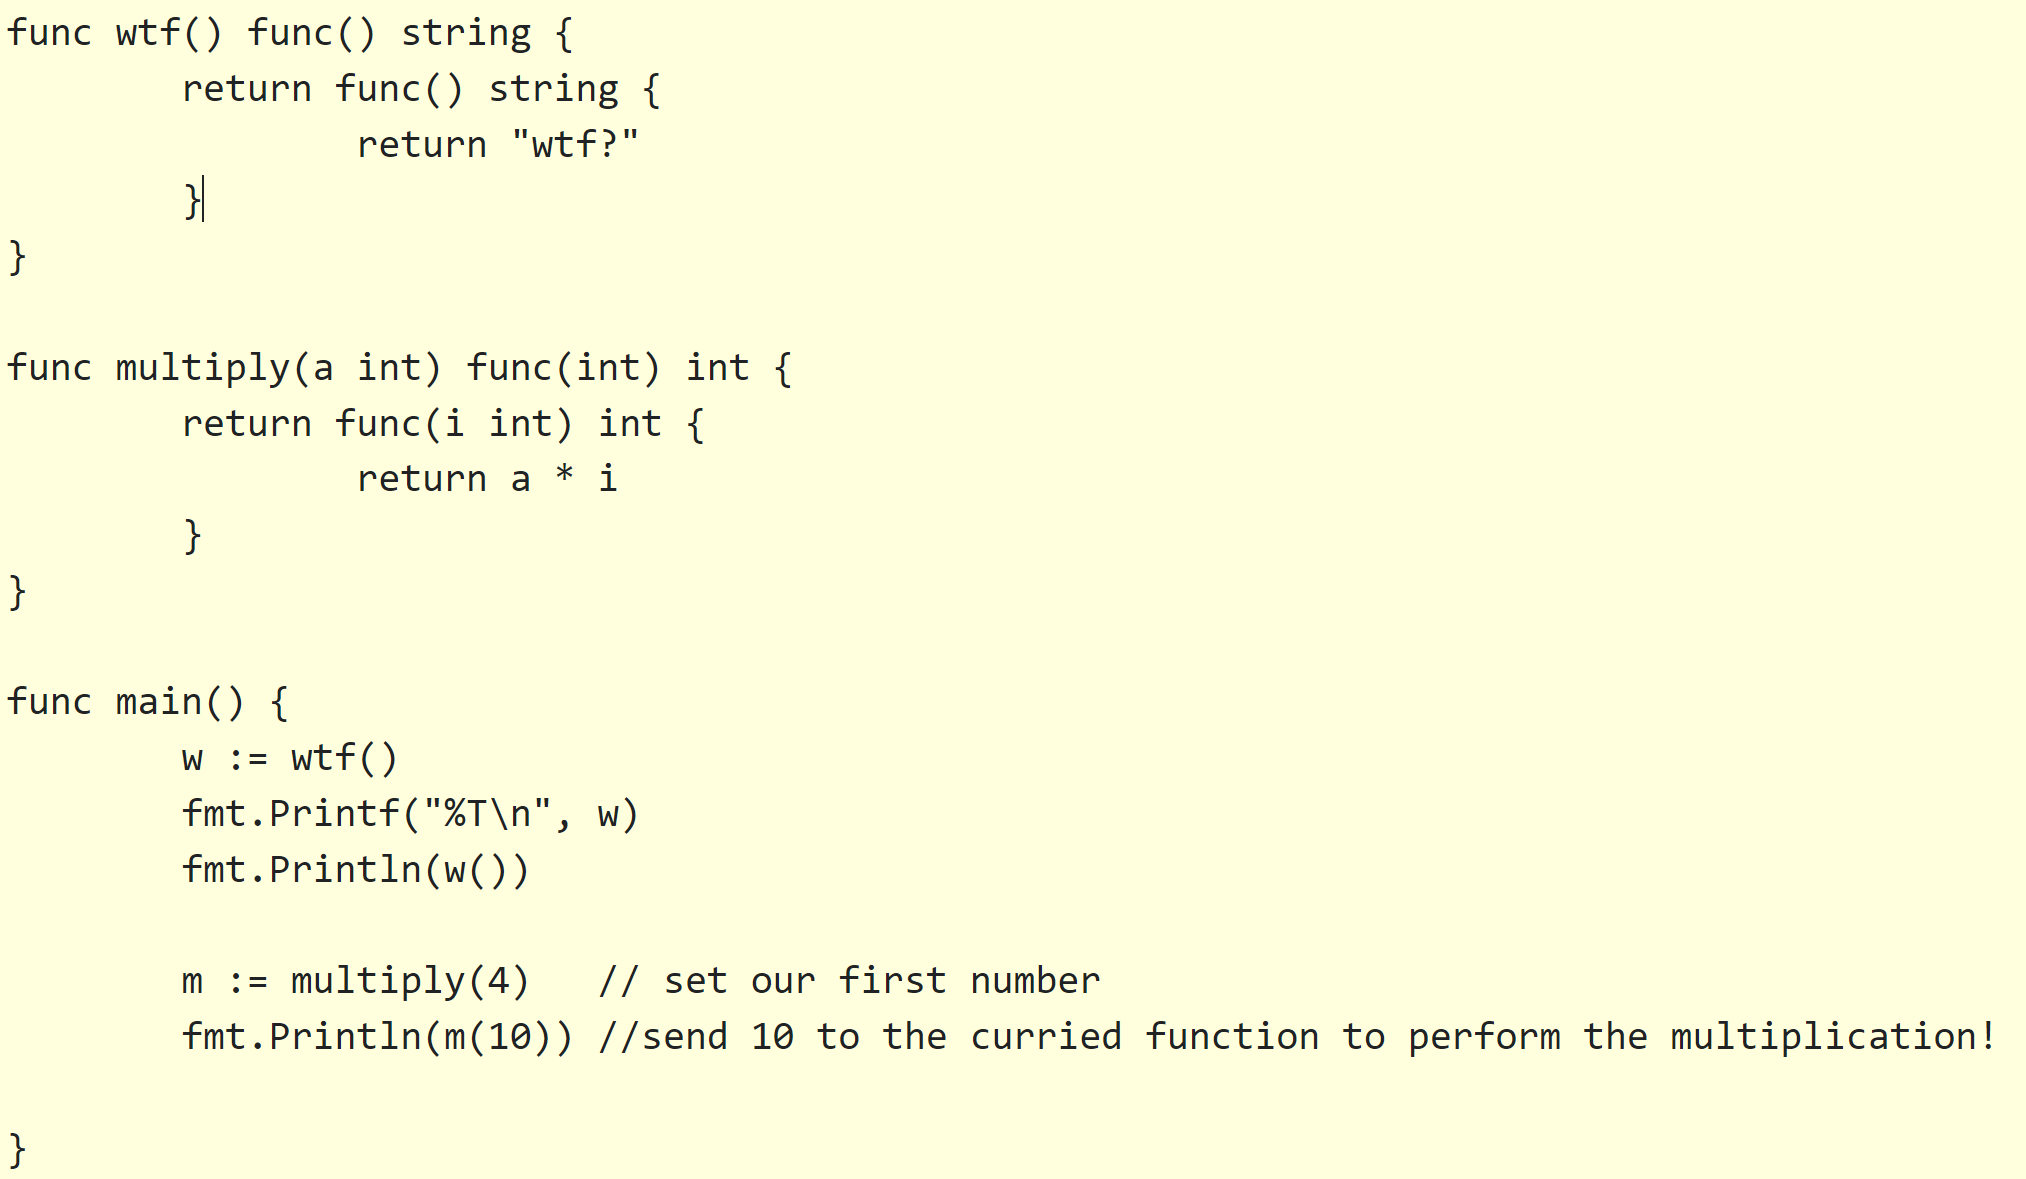 func wtf() func() string {
        return func() string {
                return "wtf?"
        }
}

func multiply(a int) func(int) int {
        return func(i int) int {
                return a * i
        }
}

func main() {
        w := wtf()
        fmt.Printf("%T\n", w)
        fmt.Println(w())

        m := multiply(4)   // set our first number
        fmt.Println(m(10)) //send 10 to the curried function to perform the multiplication!

}